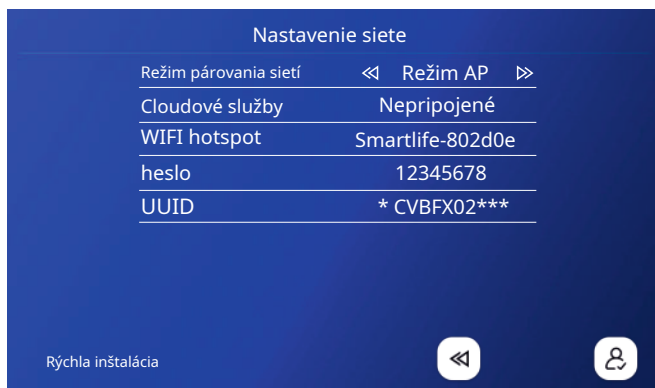 Nastavenie siete
Režim párovania sietí Režim AP
Cloudové služby Nepripojené
WIFI hotspot Smartlife-802d0e
heslo 12345678
UUID * CVBFX02***
Rýchla inštalácia